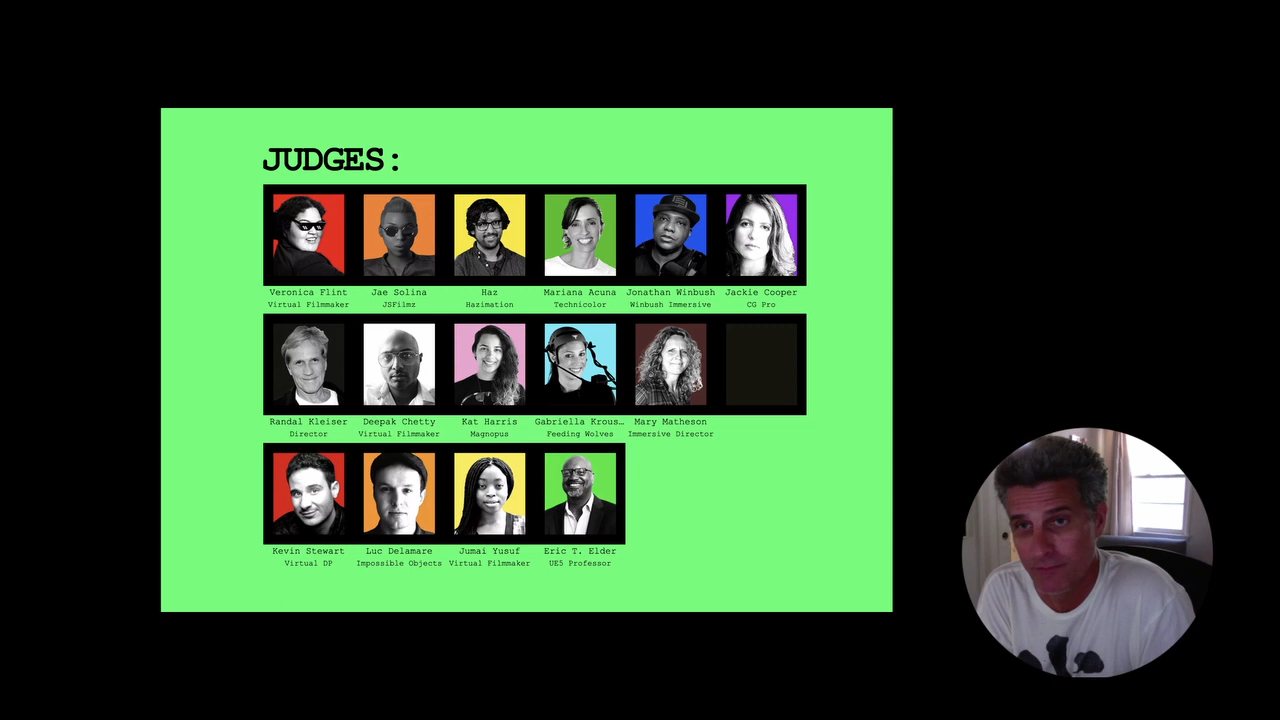 JUDGES:
Veronica Flint Jae Solina Haz Mariana Acuna Jonathan Winbush Jackie Cooper
Virtual Filmmaker JSFilmz Hazimation Technicolor Winbush Immersive CG Pro
Randal Kleiser Deepak Chetty Kat Harris Gabriella Krous… Mary Matheson
Director Virtual Filmmaker Magnopus Feeding Wolves Immersive Director
Kevin Stewart Luc Delamare Jumai Yusuf Eric T. Elder
Virtual DP Impossible Objects Virtual Filmmaker UE5 Professor